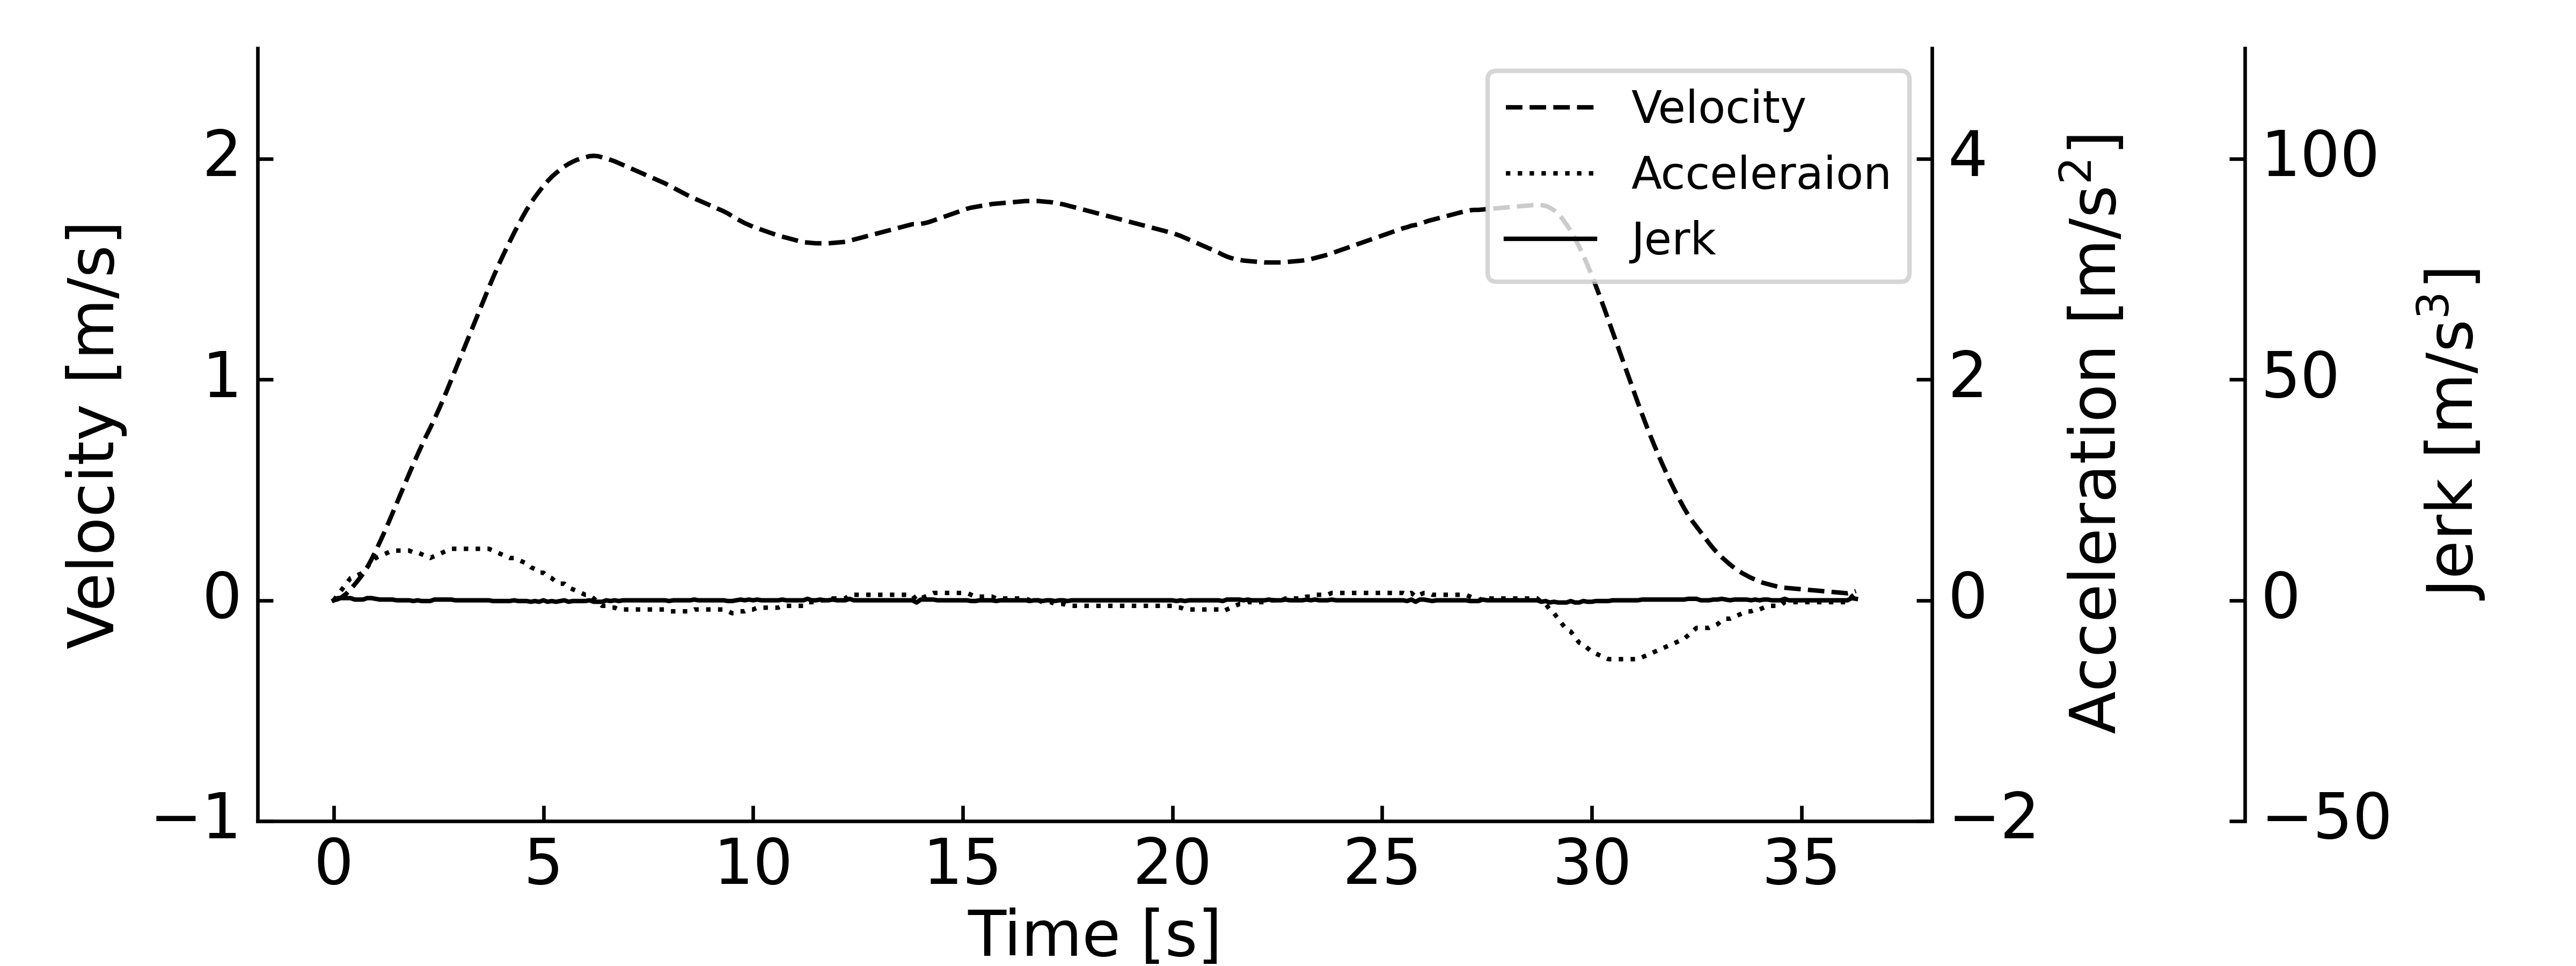 Velocity [m/s]
2
1
0
−1
0 5 10 15 20 25 30 35
Time [s]
Velocity
Acceleraion
Jerk
4
2
0
−2
Acceleration [m/s²]
100
50
0
−50
Jerk [m/s³]